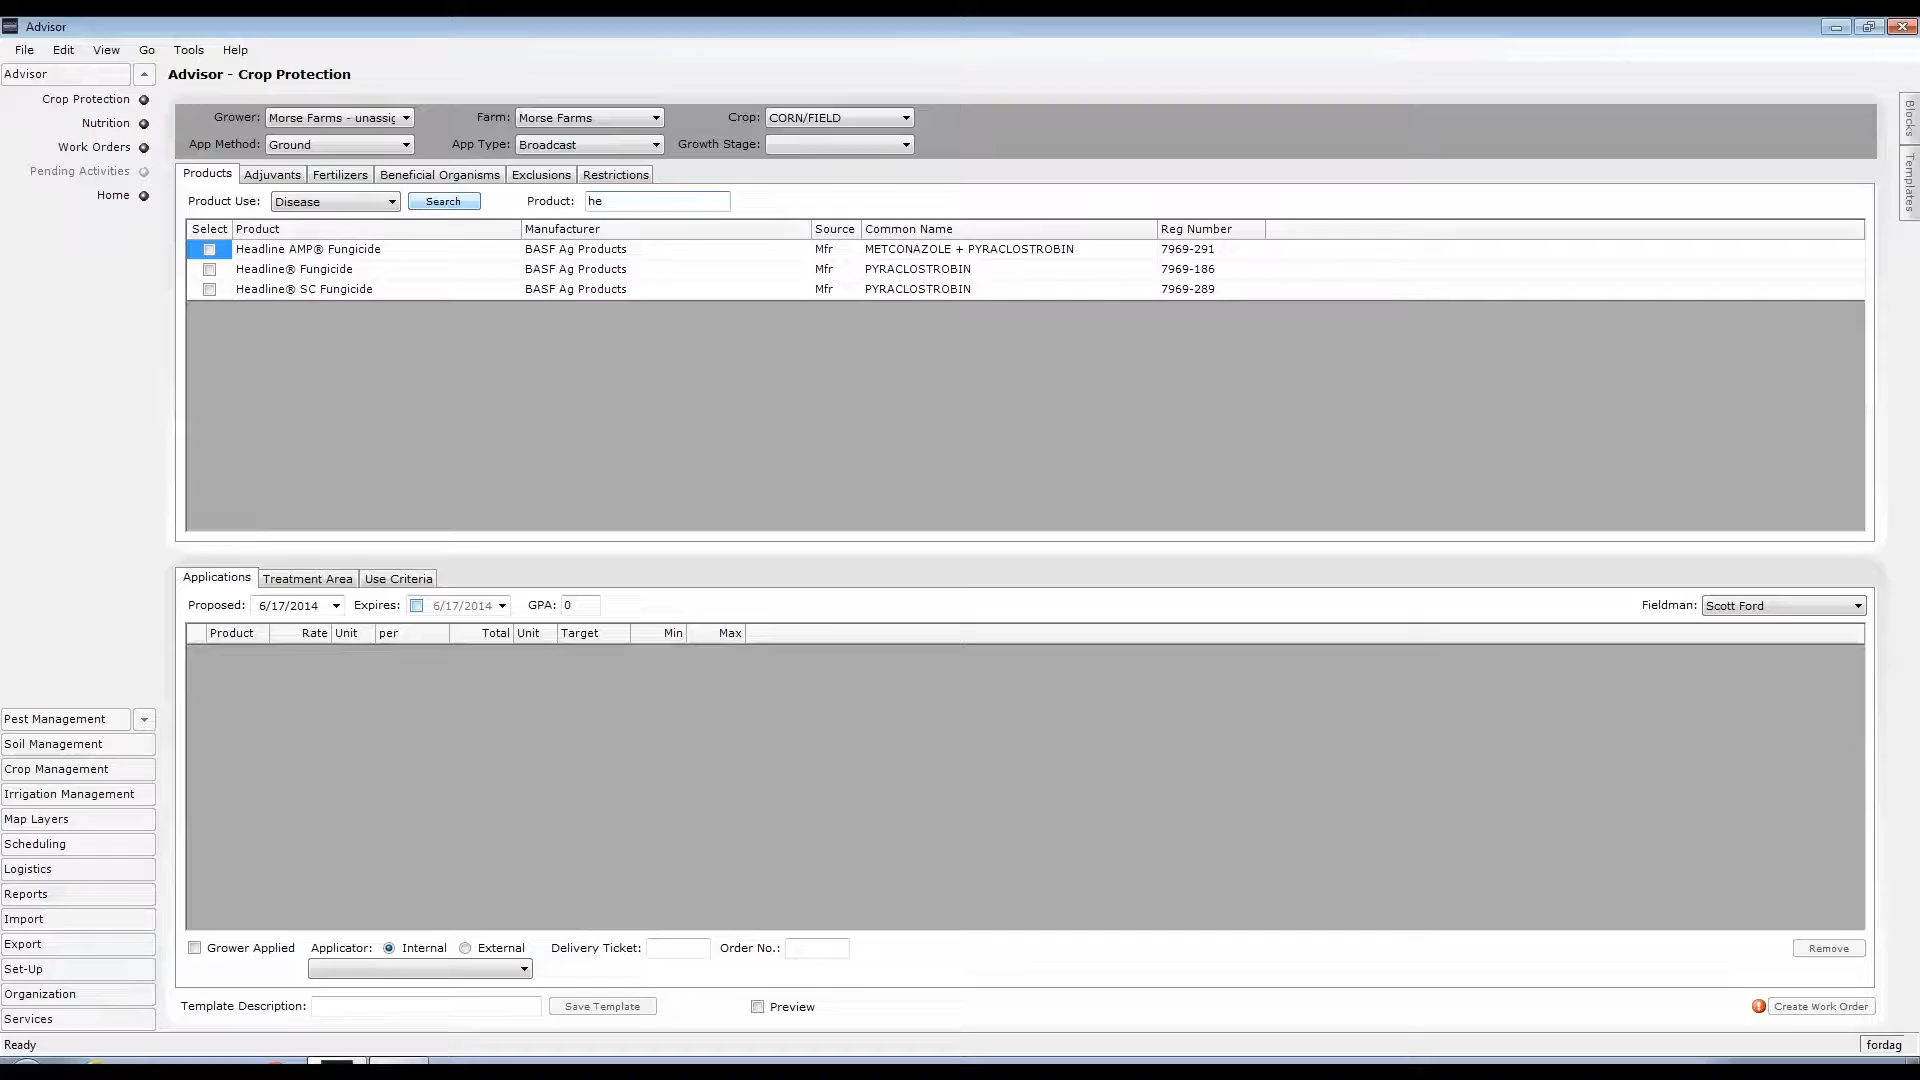 Advisor
File Edit View Go Tools Help
Advisor
Advisor - Crop Protection
Crop Protection
Nutrition
Work Orders
Pending Activities
Home
Grower: Morse Farms - unassig Farm: Morse Farms Crop: CORN/FIELD
App Method: Ground App Type: Broadcast Growth Stage:
Products Adjuvants Fertilizers Beneficial Organisms Exclusions Restrictions
Product Use: Disease Search Product: he
Select Product Manufacturer Source Common Name Reg Number
Headline AMP® Fungicide BASF Ag Products Mfr METCONAZOLE + PYRACLOSTROBIN 7969-291
Headline® Fungicide BASF Ag Products Mfr PYRACLOSTROBIN 7969-186
Headline® SC Fungicide BASF Ag Products Mfr PYRACLOSTROBIN 7969-289
Blocks
Templates
Applications Treatment Area Use Criteria
Proposed: 6/17/2014 Expires: 6/17/2014 GPA: 0 Fieldman: Scott Ford
Product Rate Unit per Total Unit Target Min Max
Pest Management
Soil Management
Crop Management
Irrigation Management
Map Layers
Scheduling
Logistics
Reports
Import
Export
Set-Up
Organization
Services
Grower Applied Applicator: Internal External Delivery Ticket: Order No.: Remove
Template Description: Save Template Preview Create Work Order
Ready fordag